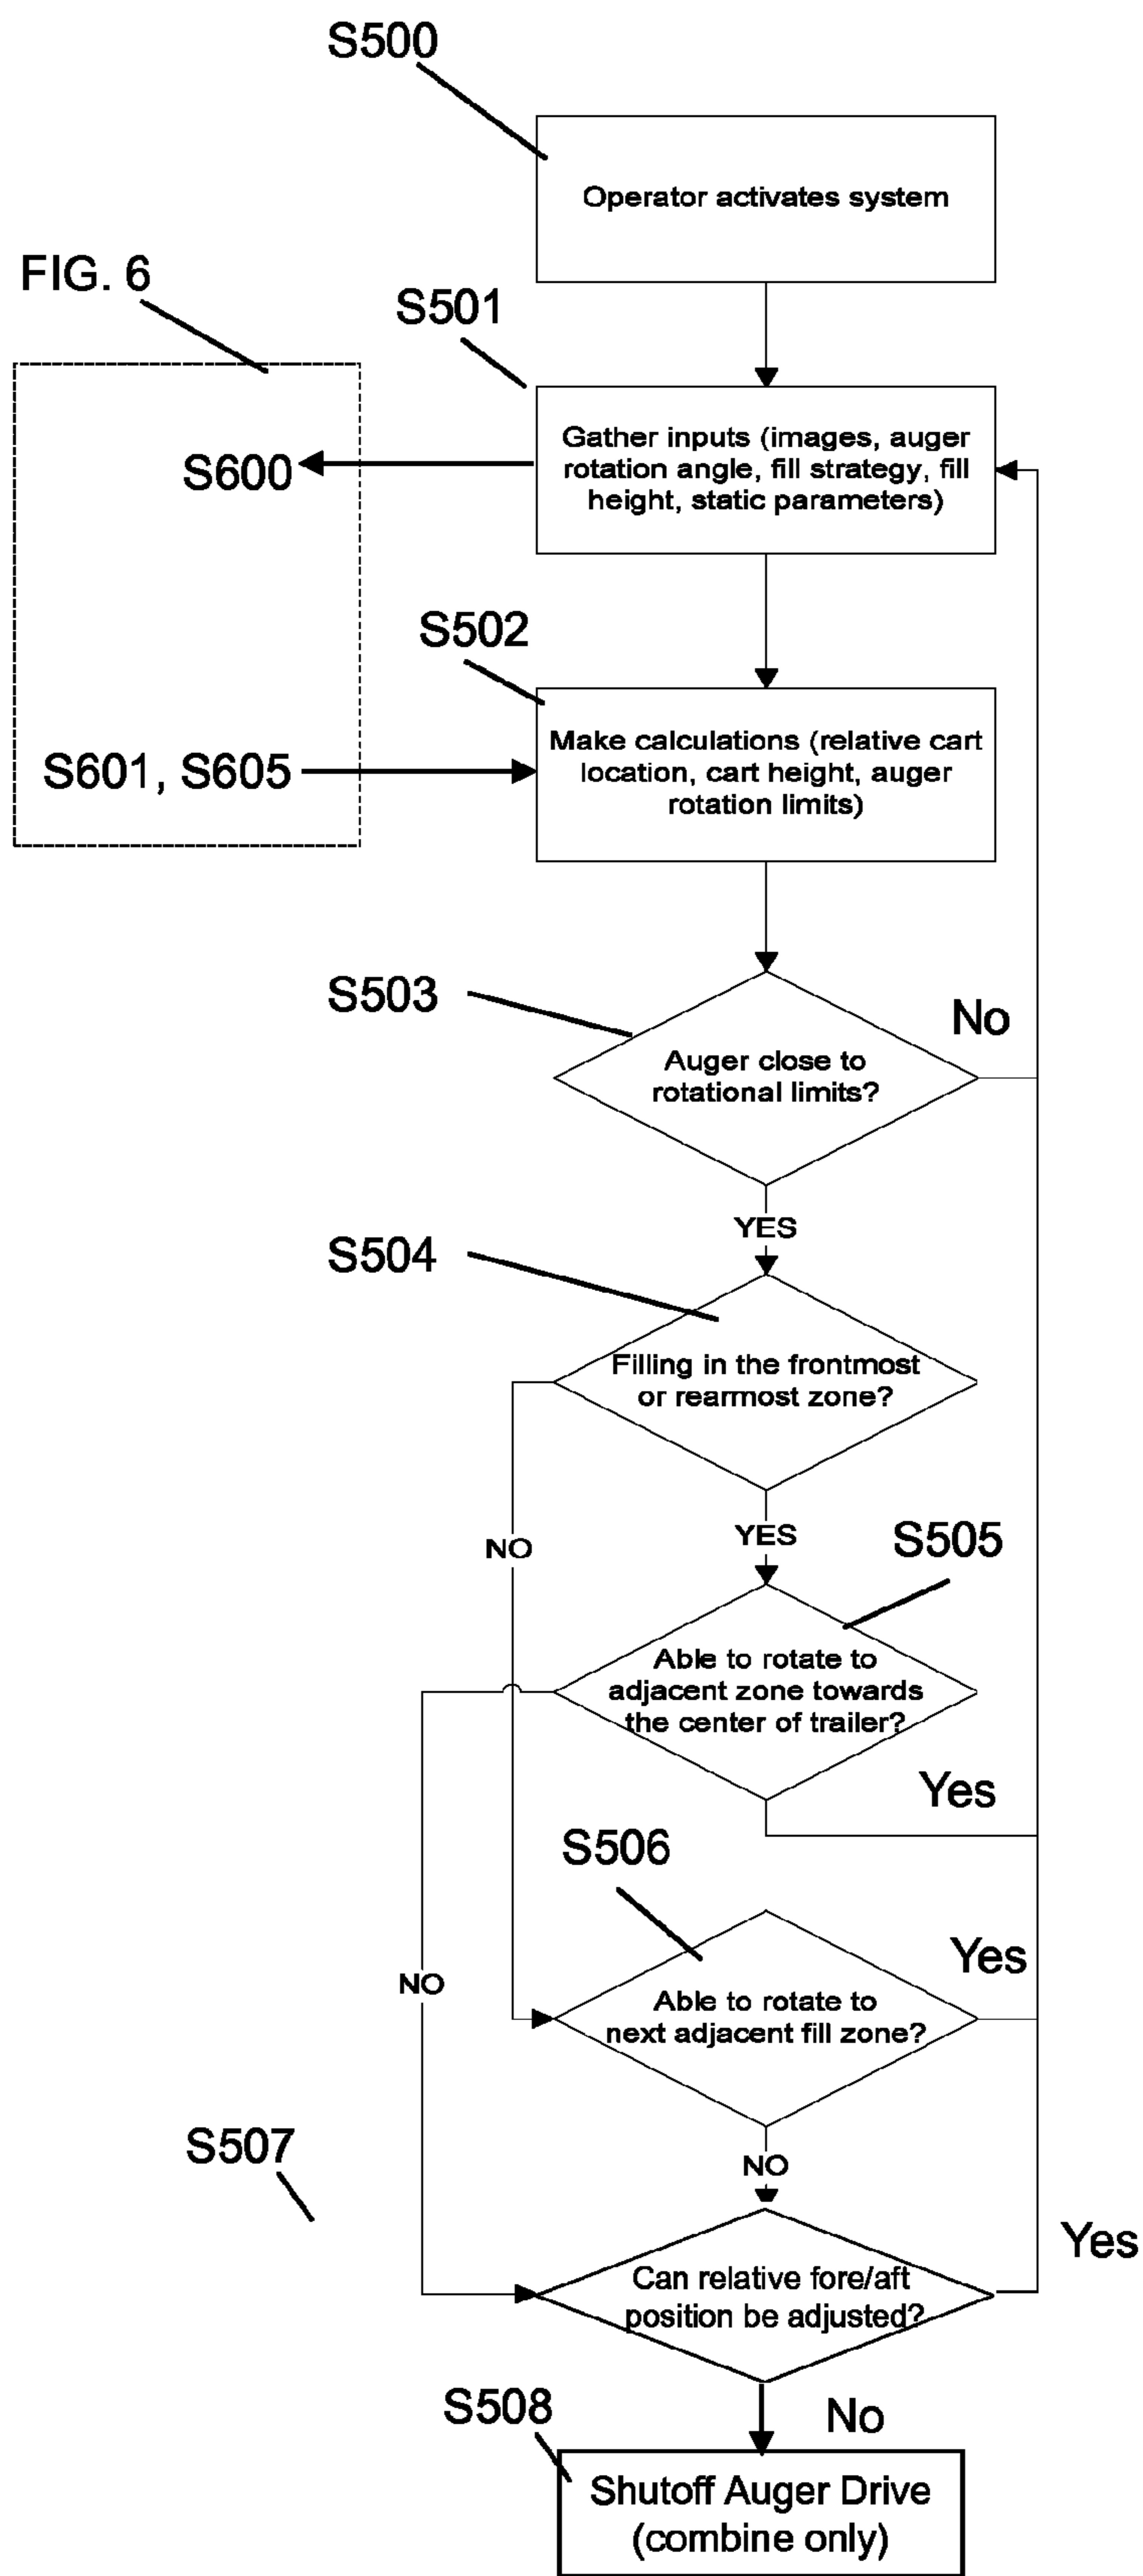 S500
Operator activates system
FIG. 6
S501
Gather inputs (images, auger
rotation angle, fill strategy, fill
height, static parameters)
S600
S502
Make calculations (relative cart
location, cart height, auger
rotation limits)
S601, S605
S503
No
Auger close to
rotational limits?
YES
S504
Filling in the frontmost
or rearmost zone?
NO
YES
S505
Able to rotate to
adjacent zone towards
the center of trailer?
Yes
S506
Yes
NO
Able to rotate to
next adjacent fill zone?
S507
NO
Yes
Can relative fore/aft
position be adjusted?
S508
No
Shutoff Auger Drive
(combine only)